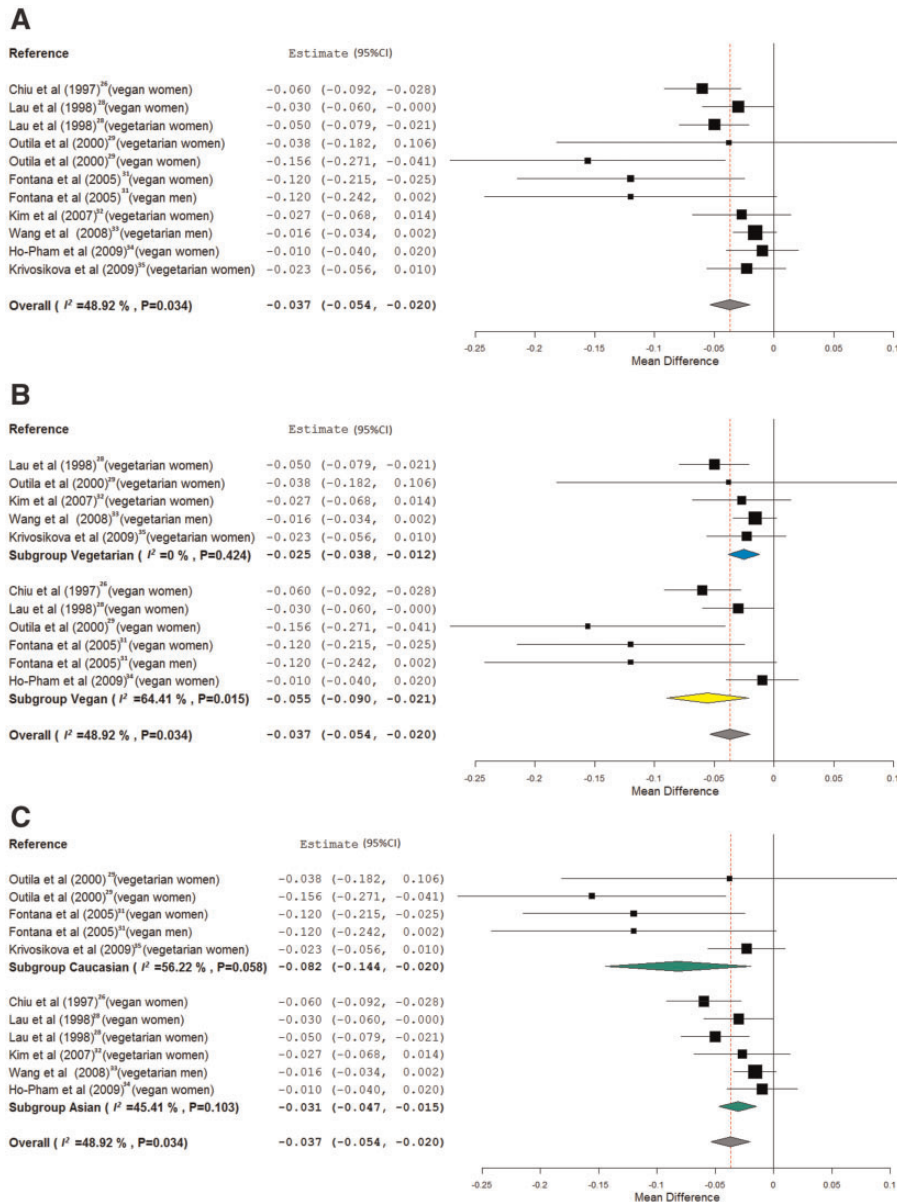 A
Reference Estimate (95%CI)
Chiu et al (1997)²⁶(vegan women) -0.060 (-0.092, -0.028)
Lau et al (1998)²⁸(vegan women) -0.030 (-0.060, -0.000)
Lau et al (1998)²⁸(vegetarian women) -0.050 (-0.079, -0.021)
Outila et al (2000)²⁹(vegetarian women) -0.038 (-0.182, 0.106)
Outila et al (2000)²⁹(vegan women) -0.156 (-0.271, -0.041)
Fontana et al (2005)³¹(vegan women) -0.120 (-0.215, -0.025)
Fontana et al (2005)³¹(vegan men) -0.120 (-0.242, 0.002)
Kim et al (2007)³²(vegetarian women) -0.027 (-0.068, 0.014)
Wang et al (2008)³³(vegetarian men) -0.016 (-0.034, 0.002)
Ho-Pham et al (2009)³⁴(vegan women) -0.010 (-0.040, 0.020)
Krivosikova et al (2009)³⁵(vegetarian women) -0.023 (-0.056, 0.010)
Overall ( I² =48.92 % , P=0.034) -0.037 (-0.054, -0.020)
-0.25 -0.2 -0.15 -0.1 -0.05 0 0.1
Mean Difference
B
Reference Estimate (95%CI)
Lau et al (1998)²⁸(vegetarian women) -0.050 (-0.079, -0.021)
Outila et al (2000)²⁹(vegetarian women) -0.038 (-0.182, 0.106)
Kim et al (2007)³²(vegetarian women) -0.027 (-0.068, 0.014)
Wang et al (2008)³³(vegetarian men) -0.016 (-0.034, 0.002)
Krivosikova et al (2009)³⁵(vegetarian women) -0.023 (-0.056, 0.010)
Subgroup Vegetarian ( I² =0 % , P=0.424) -0.025 (-0.038, -0.012)
Chiu et al (1997)²⁶(vegan women) -0.060 (-0.092, -0.028)
Lau et al (1998)²⁸(vegan women) -0.030 (-0.060, -0.000)
Outila et al (2000)²⁹(vegan women) -0.156 (-0.271, -0.041)
Fontana et al (2005)³¹(vegan women) -0.120 (-0.215, -0.025)
Fontana et al (2005)³¹(vegan men) -0.120 (-0.242, 0.002)
Ho-Pham et al (2009)³⁴(vegan women) -0.010 (-0.040, 0.020)
Subgroup Vegan ( I² =64.41 % , P=0.015) -0.055 (-0.090, -0.021)
Overall ( I² =48.92 % , P=0.034) -0.037 (-0.054, -0.020)
-0.25 -0.2 -0.15 -0.1 -0.05 0 0.1
Mean Difference
C
Reference Estimate (95%CI)
Outila et al (2000)²⁹(vegetarian women) -0.038 (-0.182, 0.106)
Outila et al (2000)²⁹(vegan women) -0.156 (-0.271, -0.041)
Fontana et al (2005)³¹(vegan women) -0.120 (-0.215, -0.025)
Fontana et al (2005)³¹(vegan men) -0.120 (-0.242, 0.002)
Krivosikova et al (2009)³⁵(vegetarian women) -0.023 (-0.056, 0.010)
Subgroup Caucasian ( I² =56.22 % , P=0.058) -0.082 (-0.144, -0.020)
Chiu et al (1997)²⁶(vegan women) -0.060 (-0.092, -0.028)
Lau et al (1998)²⁸(vegan women) -0.030 (-0.060, -0.000)
Lau et al (1998)²⁸(vegetarian women) -0.050 (-0.079, -0.021)
Kim et al (2007)³²(vegetarian women) -0.027 (-0.068, 0.014)
Wang et al (2008)³³(vegetarian men) -0.016 (-0.034, 0.002)
Ho-Pham et al (2009)³⁴(vegan women) -0.010 (-0.040, 0.020)
Subgroup Asian ( I² =45.41 % , P=0.103) -0.031 (-0.047, -0.015)
Overall ( I² =48.92 % , P=0.034) -0.037 (-0.054, -0.020)
-0.25 -0.2 -0.15 -0.1 -0.05 0 0.1
Mean Difference